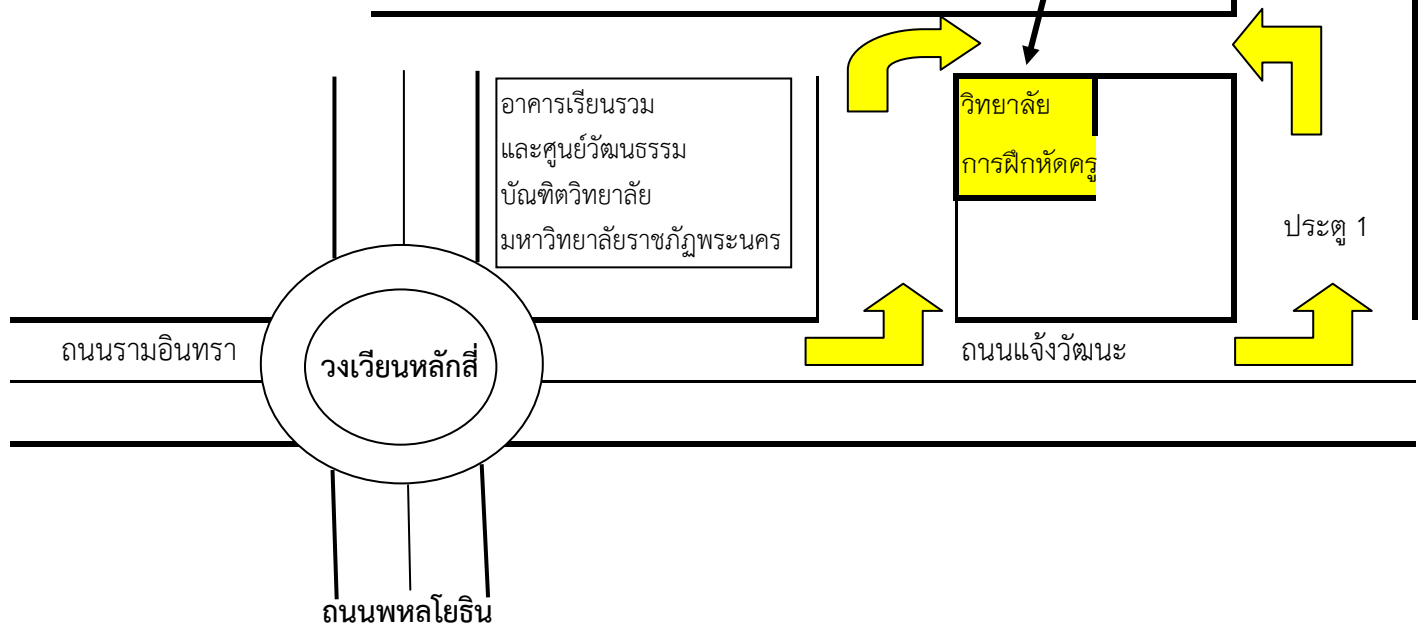 อาคารเรียนรวม
และศูนย์วัฒนธรรม
บัณฑิตวิทยาลัย
มหาวิทยาลัยราชภัฏพระนคร
วิทยาลัย
การฝึกหัดครู
ประตู 1
ถนนรามอินทรา
วงเวียนหลักสี่
ถนนแจ้งวัฒนะ
ถนนพหลโยธิน